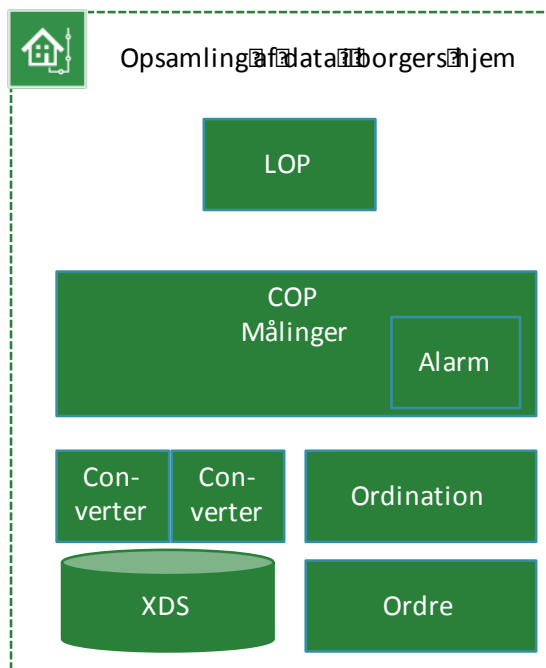 Opsamling af data i borgers hjem
LOP
COP
Målinger
Alarm
Con-
verter
Con-
verter
Ordination
XDS
Ordre